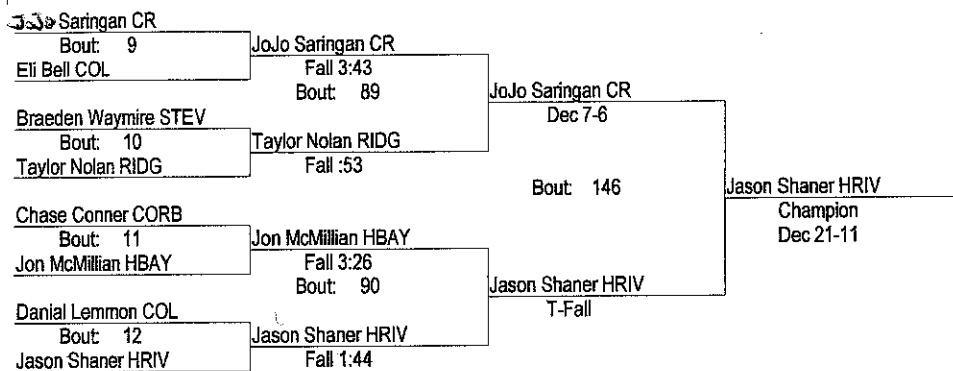 JoJo Saringan CR
Bout: 9
Eli Bell COL
JoJo Saringan CR
Fall 3:43
Bout: 89
Braeden Waymire STEV
Bout: 10
Taylor Nolan RIDG
Taylor Nolan RIDG
Fall :53
JoJo Saringan CR
Dec 7-6
Bout: 146
Chase Conner CORB
Bout: 11
Jon McMillian HBAY
Jon McMillian HBAY
Fall 3:26
Bout: 90
Danial Lemmon COL
Bout: 12
Jason Shaner HRIV
Jason Shaner HRIV
Fall 1:44
Jason Shaner HRIV
T-Fall
Jason Shaner HRIV
Champion
Dec 21-11